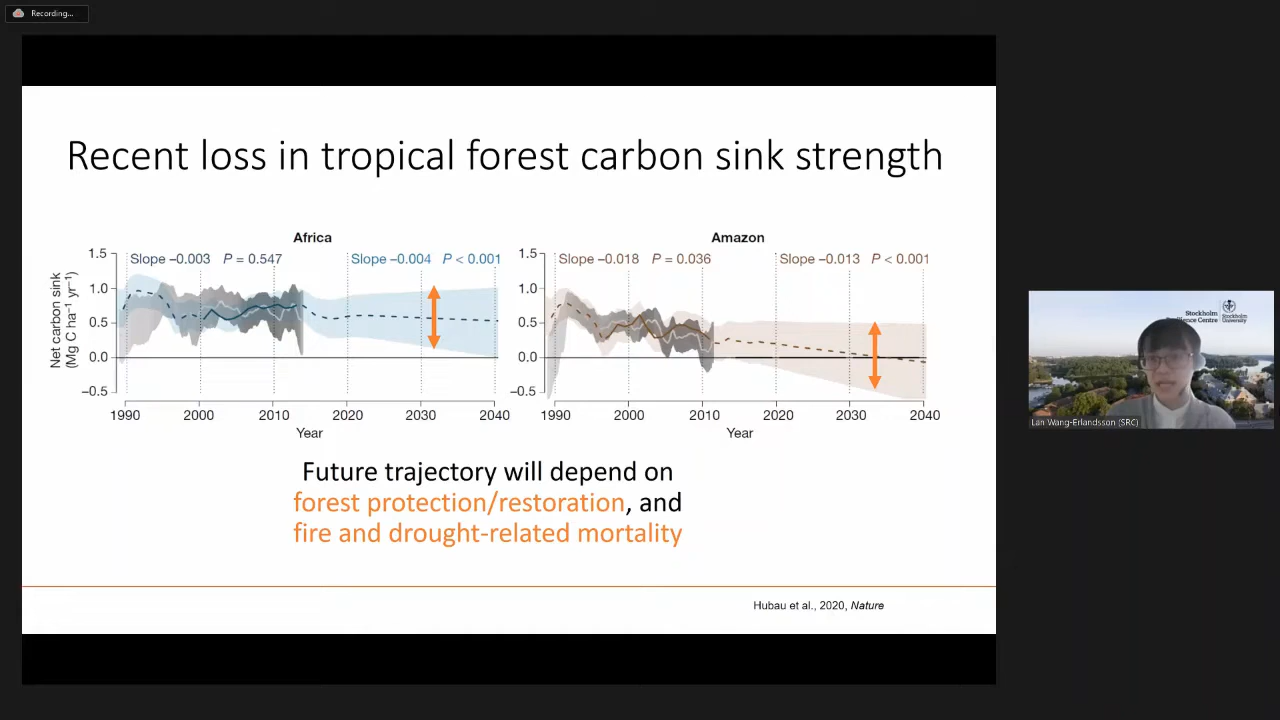 Recording...
Recent loss in tropical forest carbon sink strength
Africa
Slope –0.003 P = 0.547 Slope –0.004 P < 0.001
Net carbon sink
(Mg C ha⁻¹ yr⁻¹)
1.5
1.0
0.5
0.0
–0.5
1990 2000 2010 2020 2030 2040
Year
Amazon
Slope –0.018 P = 0.036 Slope –0.013 P < 0.001
1.5
1.0
0.5
0.0
–0.5
1990 2000 2010 2020 2030 2040
Year
Future trajectory will depend on
forest protection/restoration, and
fire and drought-related mortality
Hubau et al., 2020, Nature
Stockholm
Stockholm
University
Lan Wang-Erlandsson (SRC)